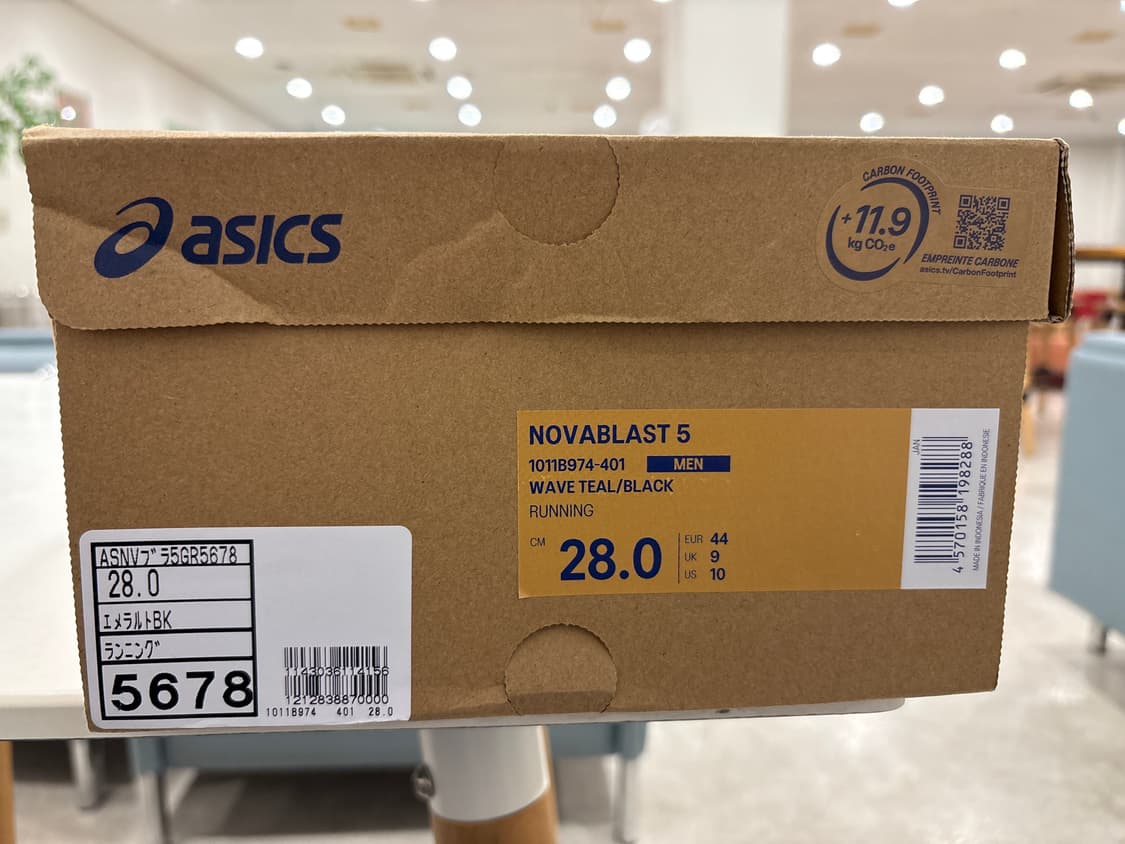 asics
CARBON FOOTPRINT
+11.9
kg CO₂e
EMPREINTE CARBONE
asics.tv/CarbonFootprint
NOVABLAST 5
1011B974-401 MEN
WAVE TEAL/BLACK
RUNNING
CM 28.0
EUR 44
UK 9
US 10
JAN
4 570158 198288
MADE IN INDONESIA / FABRIQUE EN INDONESIE
ASNVブラ5GR5678
28.0
エメラルトBK
ランニング
5678
1143036114156
1212838870000
1011B974 401 28.0